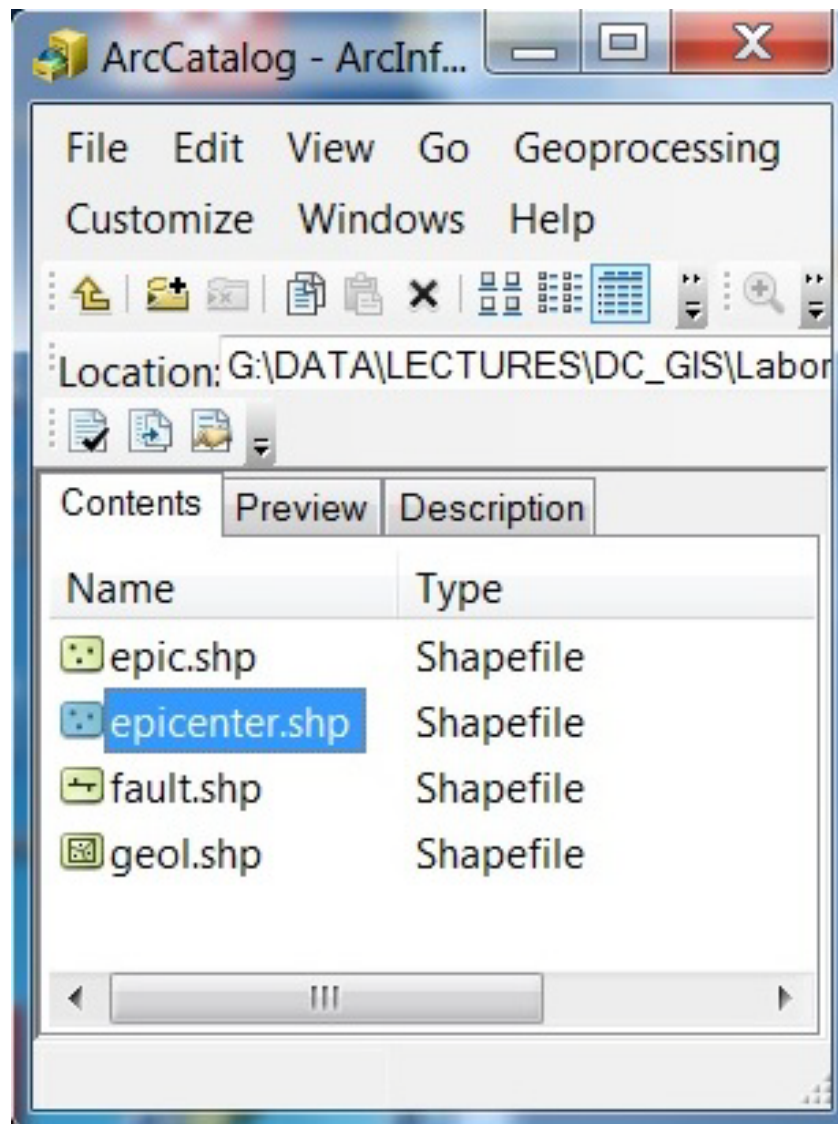 ArcCatalog - ArcInf...
File Edit View Go Geoprocessing
Customize Windows Help
Location: G:\DATA\LECTURES\DC_GIS\Labor
Contents Preview Description
Name Type
epic.shp Shapefile
epicenter.shp Shapefile
fault.shp Shapefile
geol.shp Shapefile